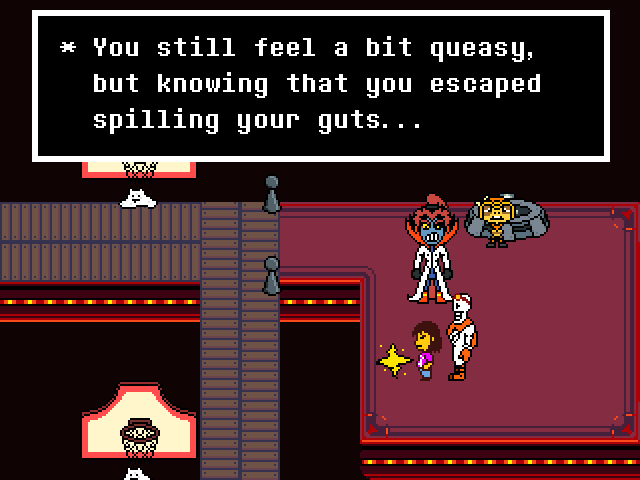 * You still feel a bit queasy,
but knowing that you escaped
spilling your guts...